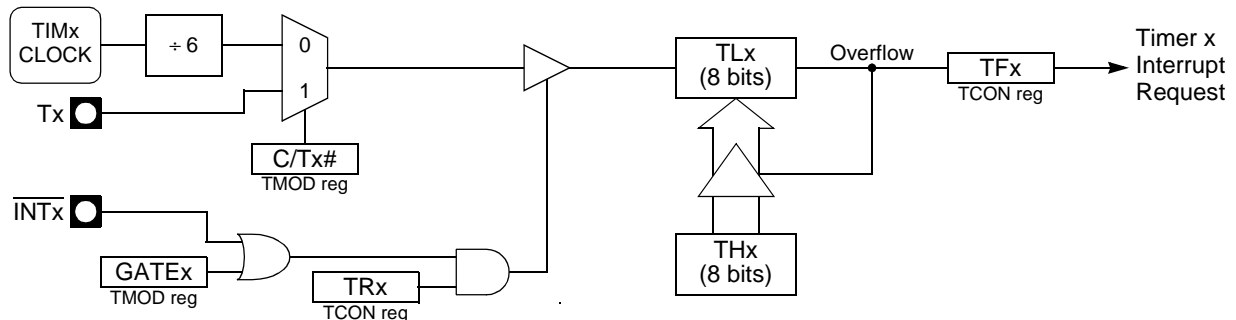 TIMx
CLOCK
÷ 6
0
1
Tx
C/Tx#
TMOD reg
INTx
GATEx
TMOD reg
TRx
TCON reg
TLx
(8 bits)
Overflow
TFx
TCON reg
Timer x
Interrupt
Request
THx
(8 bits)